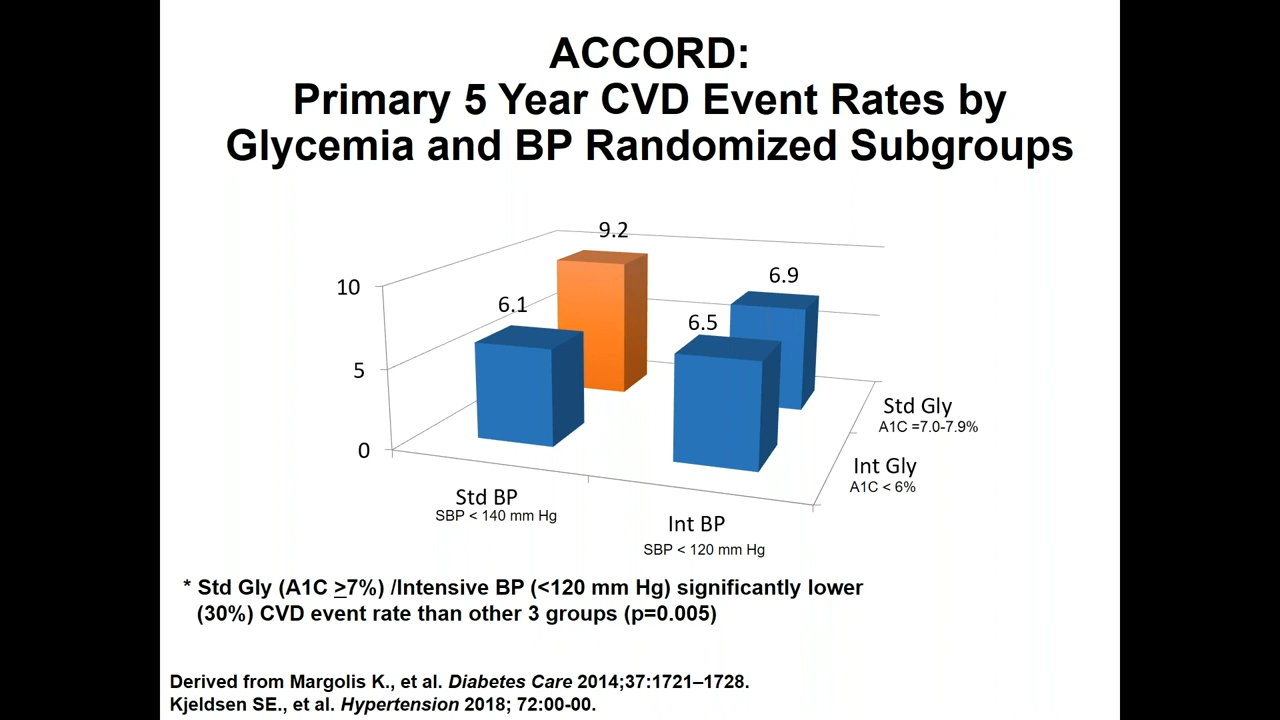 ACCORD:
Primary 5 Year CVD Event Rates by
Glycemia and BP Randomized Subgroups
9.2
6.9
6.1
6.5
10
5
0
Std Gly
A1C =7.0-7.9%
Int Gly
A1C < 6%
Std BP
SBP < 140 mm Hg
Int BP
SBP < 120 mm Hg
* Std Gly (A1C >7%) /Intensive BP (<120 mm Hg) significantly lower
(30%) CVD event rate than other 3 groups (p=0.005)
Derived from Margolis K., et al. Diabetes Care 2014;37:1721–1728.
Kjeldsen SE., et al. Hypertension 2018; 72:00-00.